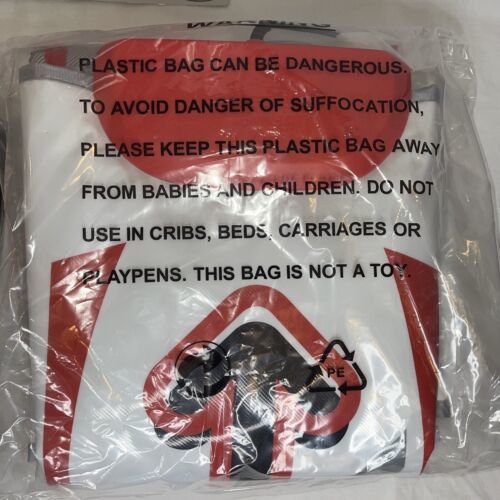 WARNING
PLASTIC BAG CAN BE DANGEROUS.
TO AVOID DANGER OF SUFFOCATION,
PLEASE KEEP THIS PLASTIC BAG AWAY
FROM BABIES AND CHILDREN. DO NOT
USE IN CRIBS, BEDS, CARRIAGES OR
PLAYPENS. THIS BAG IS NOT A TOY.
PE